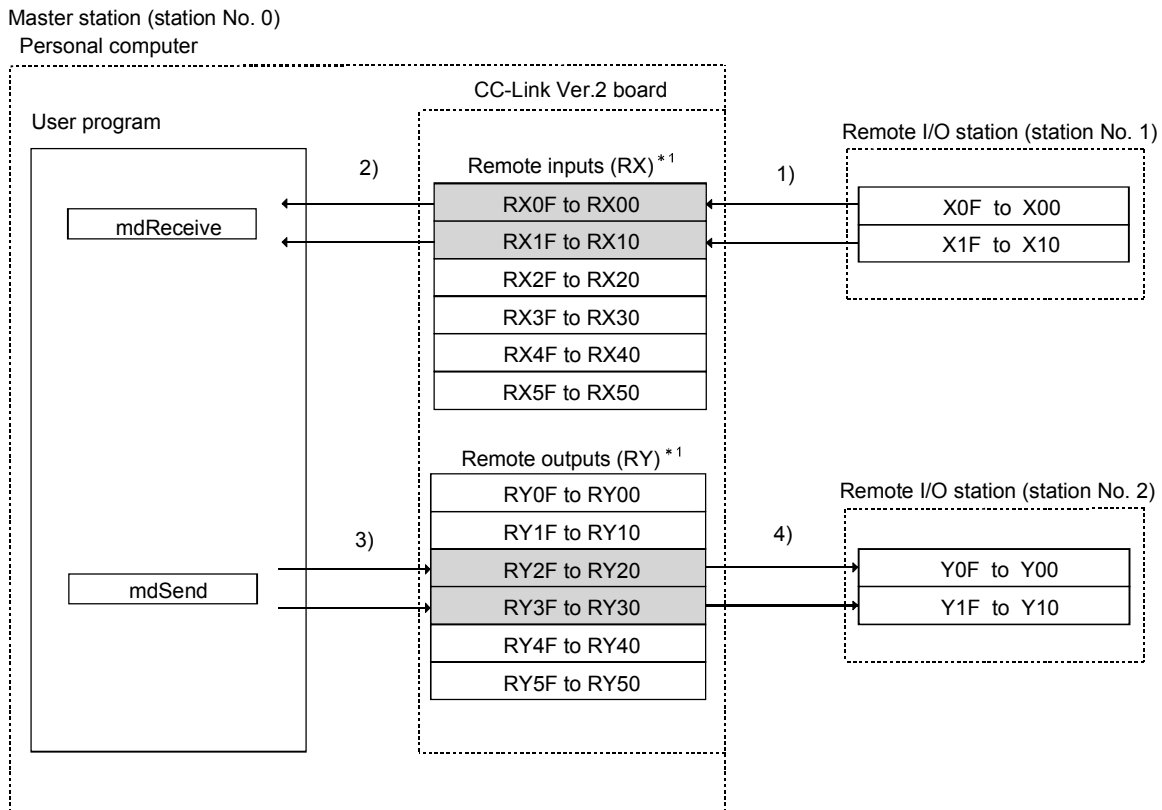 Master station (station No. 0)
Personal computer
CC-Link Ver.2 board
User program
Remote I/O station (station No. 1)
2)
Remote inputs (RX) *1
1)
RX0F to RX00
X0F to X00
mdReceive
RX1F to RX10
X1F to X10
RX2F to RX20
RX3F to RX30
RX4F to RX40
RX5F to RX50
Remote outputs (RY) *1
RY0F to RY00
Remote I/O station (station No. 2)
RY1F to RY10
3)
4)
RY2F to RY20
Y0F to Y00
mdSend
RY3F to RY30
Y1F to Y10
RY4F to RY40
RY5F to RY50